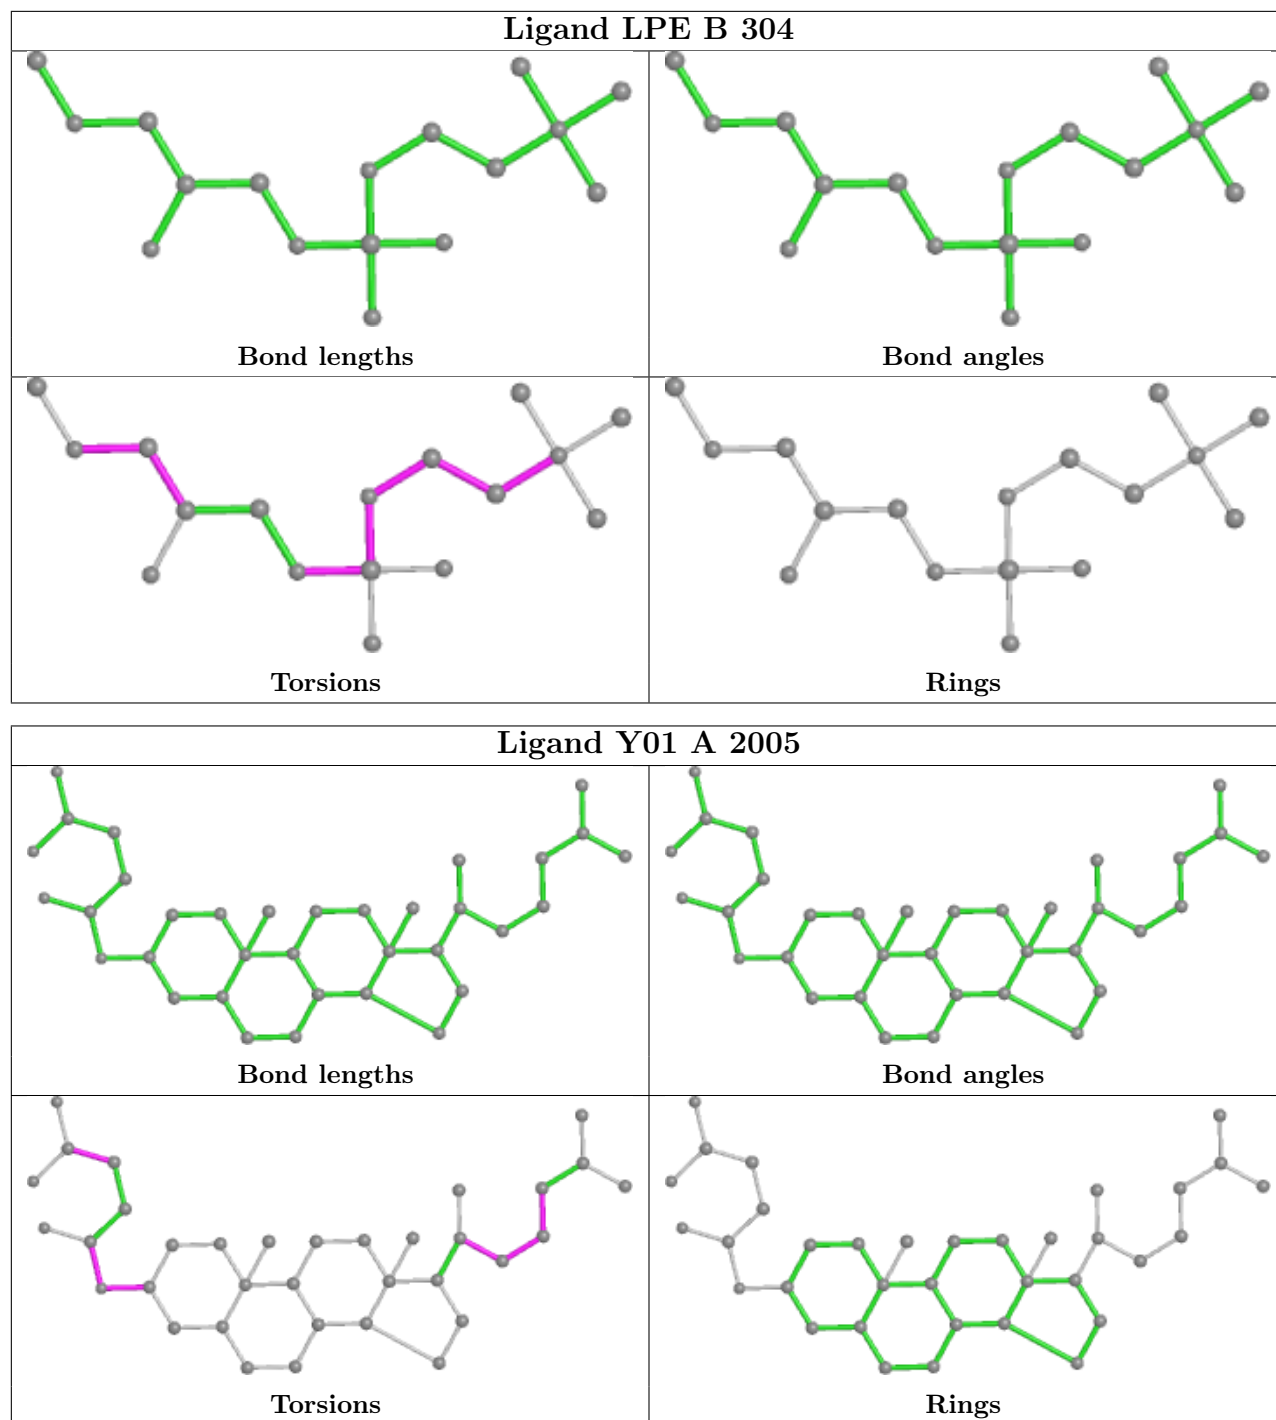 Ligand LPE B 304
Bond lengths
Bond angles
Torsions
Rings
Ligand Y01 A 2005
Bond lengths
Bond angles
Torsions
Rings